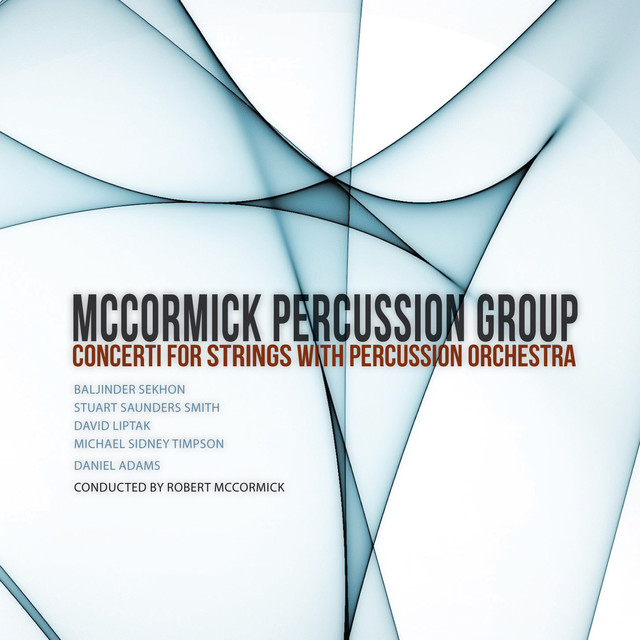 MCCORMICK PERCUSSION GROUP
CONCERTI FOR STRINGS WITH PERCUSSION ORCHESTRA
BALJINDER SEKHON
STUART SAUNDERS SMITH
DAVID LIPTAK
MICHAEL SIDNEY TIMPSON
DANIEL ADAMS
CONDUCTED BY ROBERT MCCORMICK